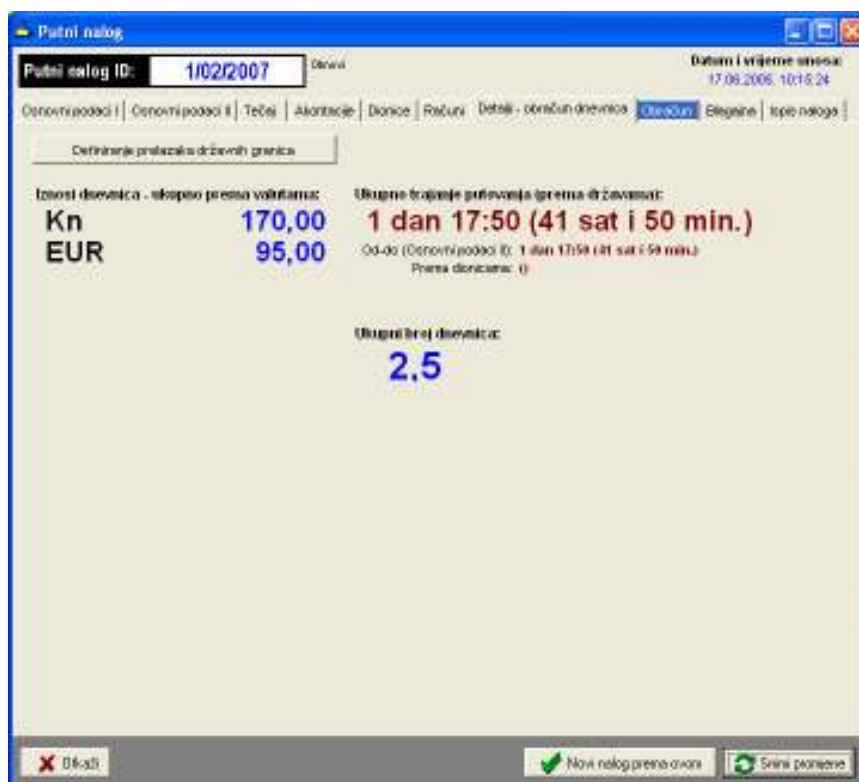 Putni nalog
Putni nalog ID: 1/02/2007 Obnovi
Datum i vrijeme unosa:
17.06.2006. 10:15:24
Osnovni podaci I Osnovni podaci II Tečaj Akontacije Dionice Računi Detalji - obračun dnevnica Obračun Blagajna Ispis naloga
Definiranje prelazaka državnih granica
Iznosi dnevnica - ukupno prema valutama:
Kn 170,00
EUR 95,00
Ukupno trajanje putovanja (prema državama):
1 dan 17:50 (41 sat i 50 min.)
Od-do (Osnovni podaci II): 1 dan 17:50 (41 sat i 50 min.)
Prema dionicama: ()
Ukupni broj dnevnica:
2,5
Otkaži
Novi nalog prema ovom
Snimi promjene